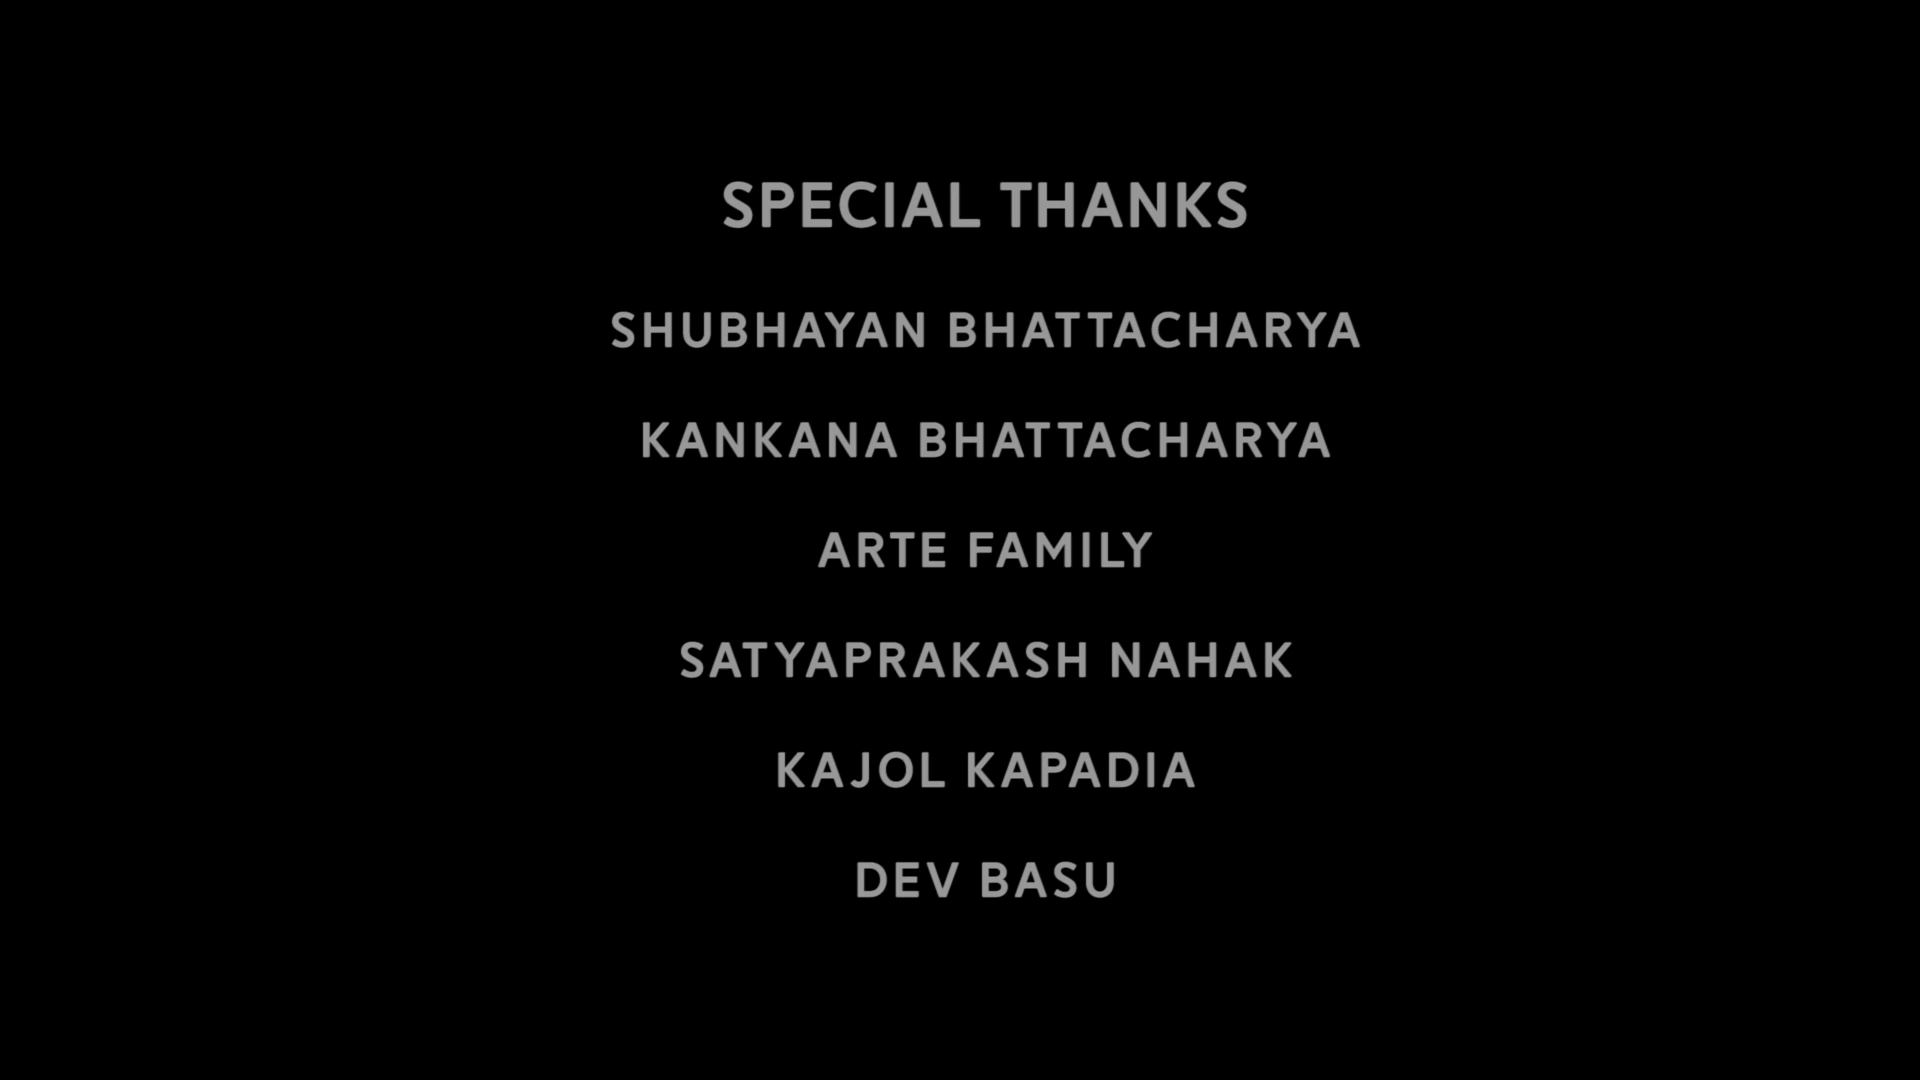 SPECIAL THANKS
SHUBHAYAN BHATTACHARYA
KANKANA BHATTACHARYA
ARTE FAMILY
SATYAPRAKASH NAHAK
KAJOL KAPADIA
DEV BASU